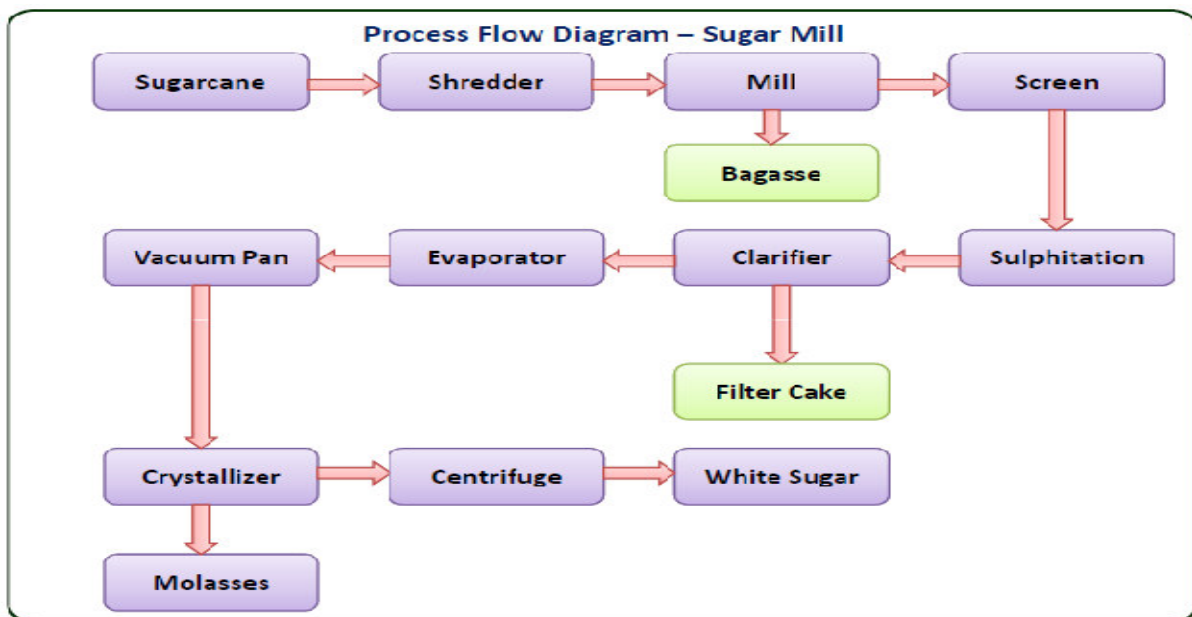 Process Flow Diagram – Sugar Mill
Sugarcane
Shredder
Mill
Screen
Bagasse
Vacuum Pan
Evaporator
Clarifier
Sulphitation
Filter Cake
Crystallizer
Centrifuge
White Sugar
Molasses